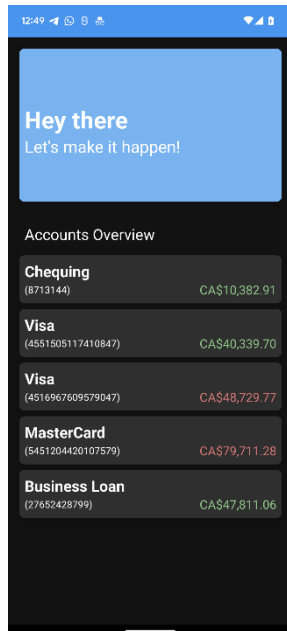 12:49
Hey there
Let's make it happen!
Accounts Overview
Chequing
(8713144)
CA$10,382.91
Visa
(4551505117410847)
CA$40,339.70
Visa
(4516967609579047)
CA$48,729.77
MasterCard
(5451204420107579)
CA$79,711.28
Business Loan
(27652428799)
CA$47,811.06